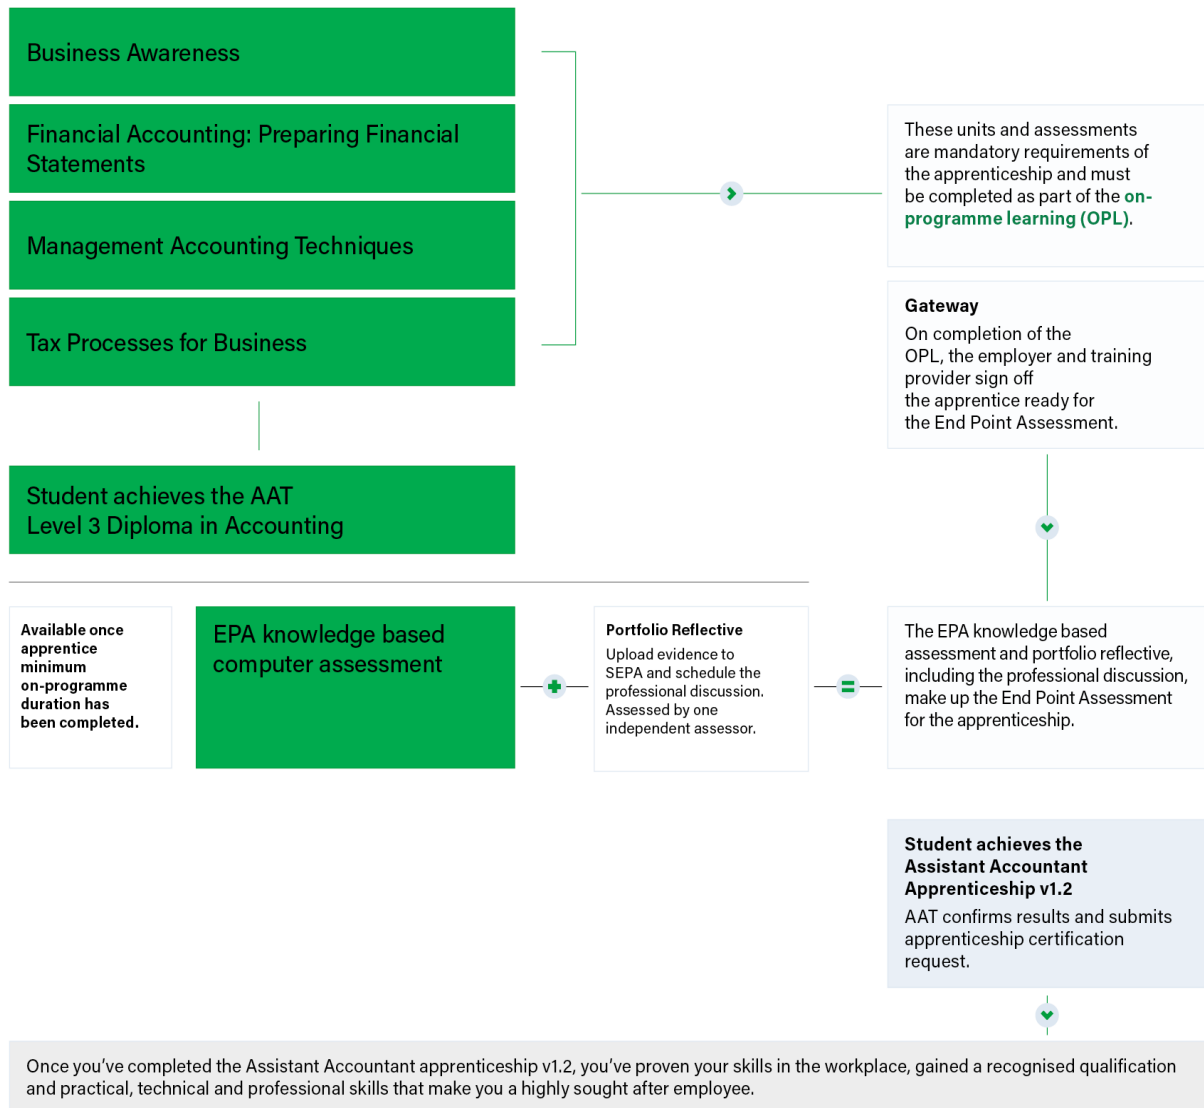 Business Awareness
Financial Accounting: Preparing Financial
Statements
Management Accounting Techniques
Tax Processes for Business
These units and assessments
are mandatory requirements of
the apprenticeship and must
be completed as part of the on-
programme learning (OPL).
Gateway
On completion of the
OPL, the employer and training
provider sign off
the apprentice ready for
the End Point Assessment.
Student achieves the AAT
Level 3 Diploma in Accounting
Available once
apprentice
minimum
on-programme
duration has
been completed.
EPA knowledge based
computer assessment
Portfolio Reflective
Upload evidence to
SEPA and schedule the
professional discussion.
Assessed by one
independent assessor.
The EPA knowledge based
assessment and portfolio reflective,
including the professional discussion,
make up the End Point Assessment
for the apprenticeship.
Student achieves the
Assistant Accountant
Apprenticeship v1.2
AAT confirms results and submits
apprenticeship certification
request.
Once you’ve completed the Assistant Accountant apprenticeship v1.2, you’ve proven your skills in the workplace, gained a recognised qualification
and practical, technical and professional skills that make you a highly sought after employee.